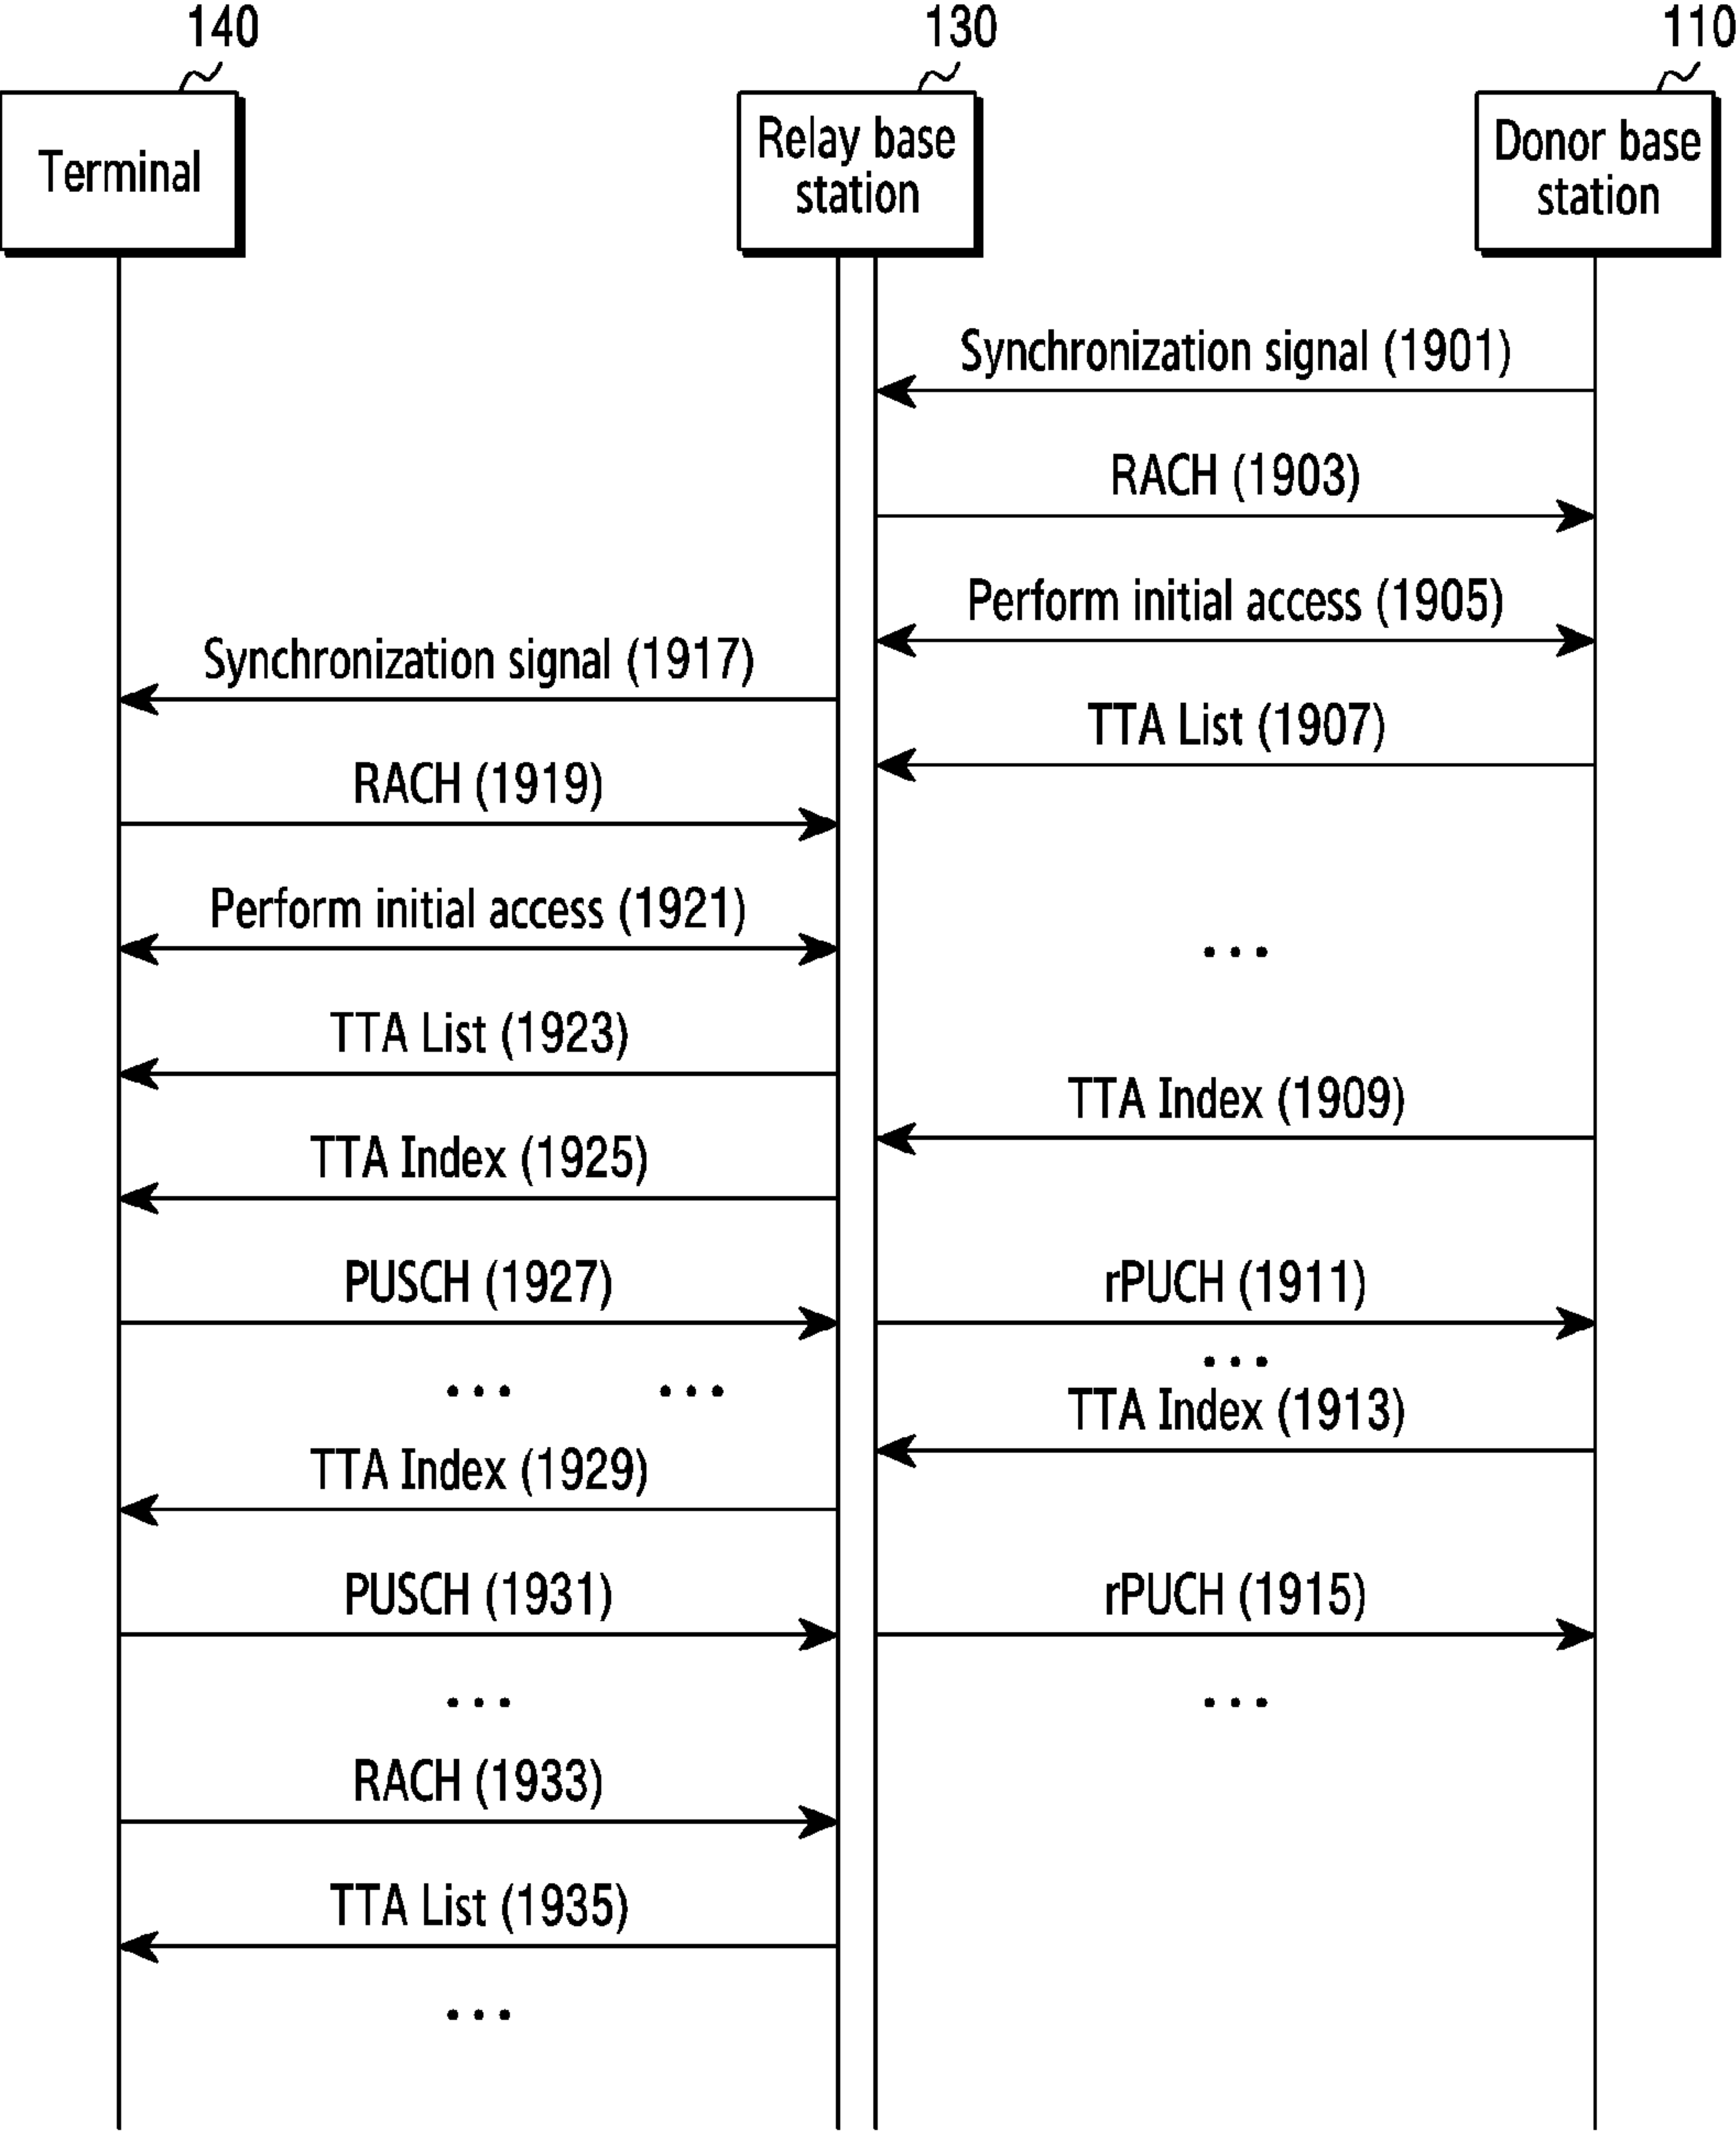 140
130
110
Terminal
Relay base
station
Donor base
station
Synchronization signal (1901)
RACH (1903)
Perform initial access (1905)
Synchronization signal (1917)
TTA List (1907)
RACH (1919)
Perform initial access (1921)
...
TTA List (1923)
TTA Index (1909)
TTA Index (1925)
PUSCH (1927)
rPUCH (1911)
...
... ...
TTA Index (1913)
TTA Index (1929)
PUSCH (1931)
rPUCH (1915)
...
...
RACH (1933)
TTA List (1935)
...